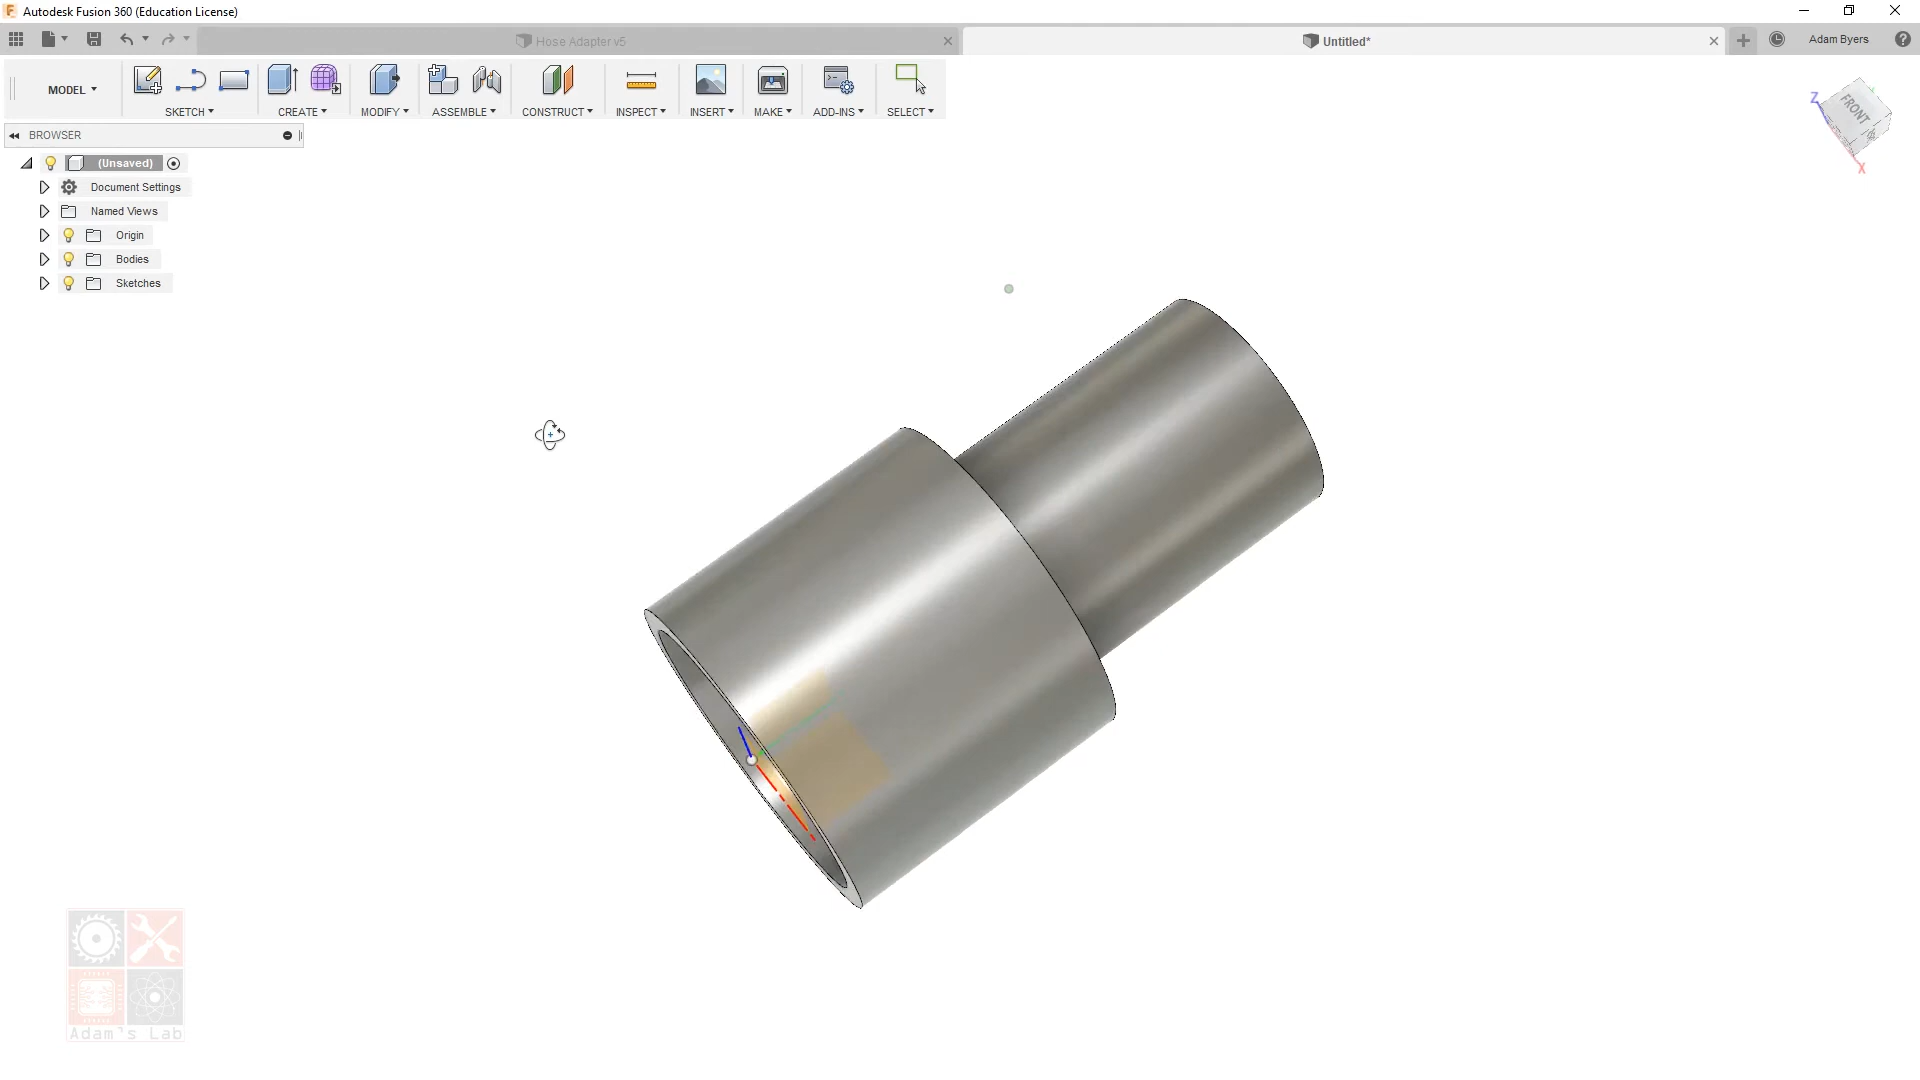 Autodesk Fusion 360 (Education License)
Hose Adapter v5
Untitled*
Adam Byers
MODEL
SKETCH
CREATE
MODIFY
ASSEMBLE
CONSTRUCT
INSPECT
INSERT
MAKE
ADD-INS
SELECT
BROWSER
(Unsaved)
Document Settings
Named Views
Origin
Bodies
Sketches
Z
FRONT
X
Adam's Lab